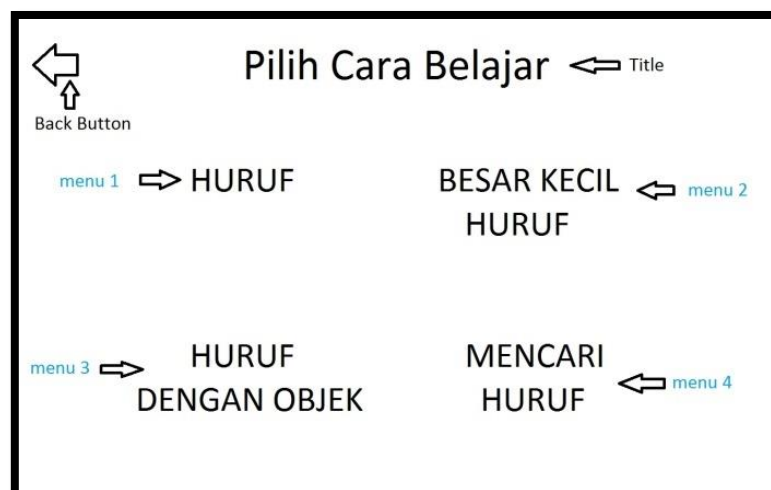 Pilih Cara Belajar
Title
Back Button
menu 1
HURUF
BESAR KECIL
HURUF
menu 2
menu 3
HURUF
DENGAN OBJEK
MENCARI
HURUF
menu 4